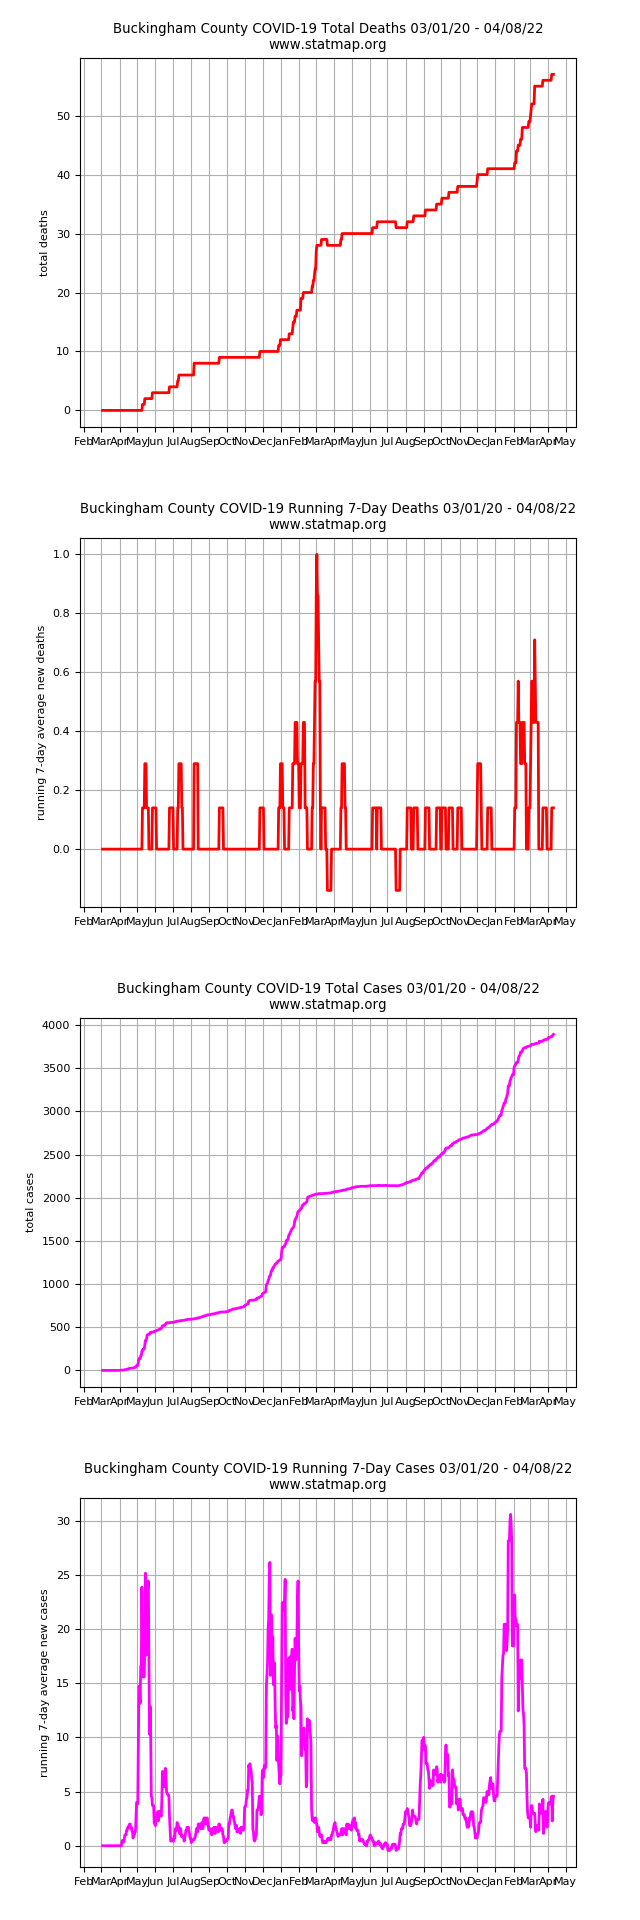 Buckingham County COVID-19 Total Deaths 03/01/20 - 04/08/22
www.statmap.org
total deaths
50
40
30
20
10
0
Feb Mar Apr May Jun Jul Aug Sep Oct Nov Dec Jan Feb Mar Apr May Jun Jul Aug Sep Oct Nov Dec Jan Feb Mar Apr May
Buckingham County COVID-19 Running 7-Day Deaths 03/01/20 - 04/08/22
www.statmap.org
running 7-day average new deaths
1.0
0.8
0.6
0.4
0.2
0.0
Feb Mar Apr May Jun Jul Aug Sep Oct Nov Dec Jan Feb Mar Apr May Jun Jul Aug Sep Oct Nov Dec Jan Feb Mar Apr May
Buckingham County COVID-19 Total Cases 03/01/20 - 04/08/22
www.statmap.org
total cases
4000
3500
3000
2500
2000
1500
1000
500
0
Feb Mar Apr May Jun Jul Aug Sep Oct Nov Dec Jan Feb Mar Apr May Jun Jul Aug Sep Oct Nov Dec Jan Feb Mar Apr May
Buckingham County COVID-19 Running 7-Day Cases 03/01/20 - 04/08/22
www.statmap.org
running 7-day average new cases
30
25
20
15
10
5
0
Feb Mar Apr May Jun Jul Aug Sep Oct Nov Dec Jan Feb Mar Apr May Jun Jul Aug Sep Oct Nov Dec Jan Feb Mar Apr May